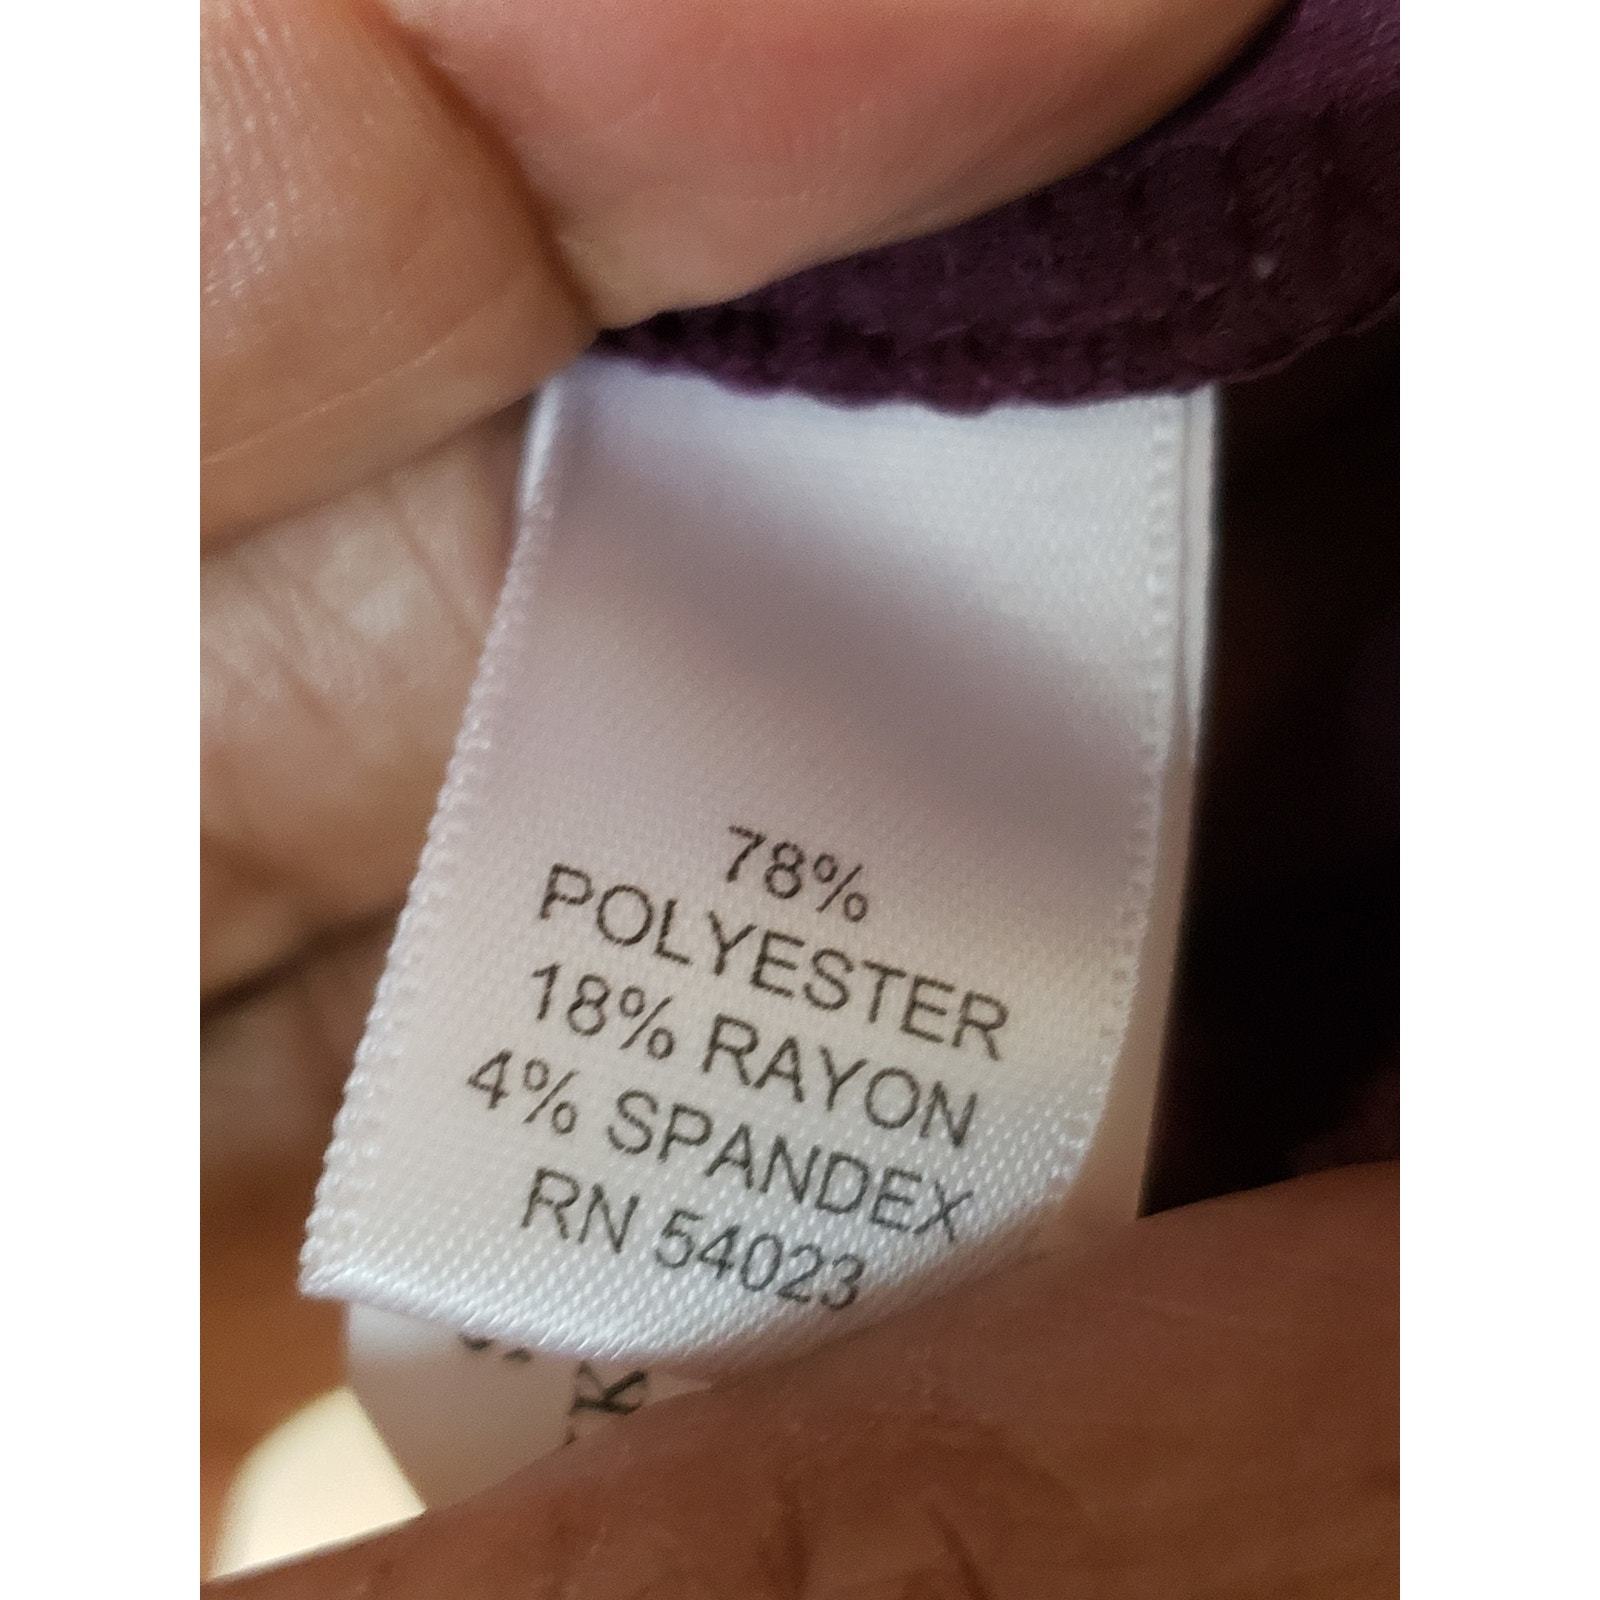 78%
POLYESTER
18% RAYON
4% SPANDEX
RN 54023